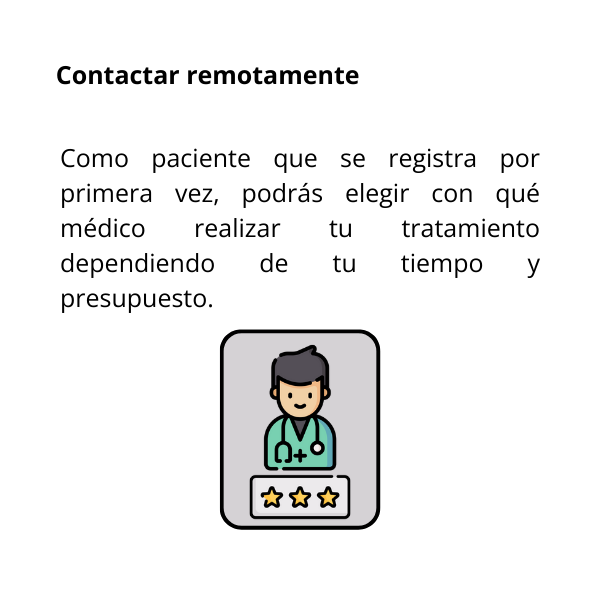 Contactar remotamente
Como paciente que se registra por
primera vez, podrás elegir con qué
médico realizar tu tratamiento
dependiendo de tu tiempo y
presupuesto.